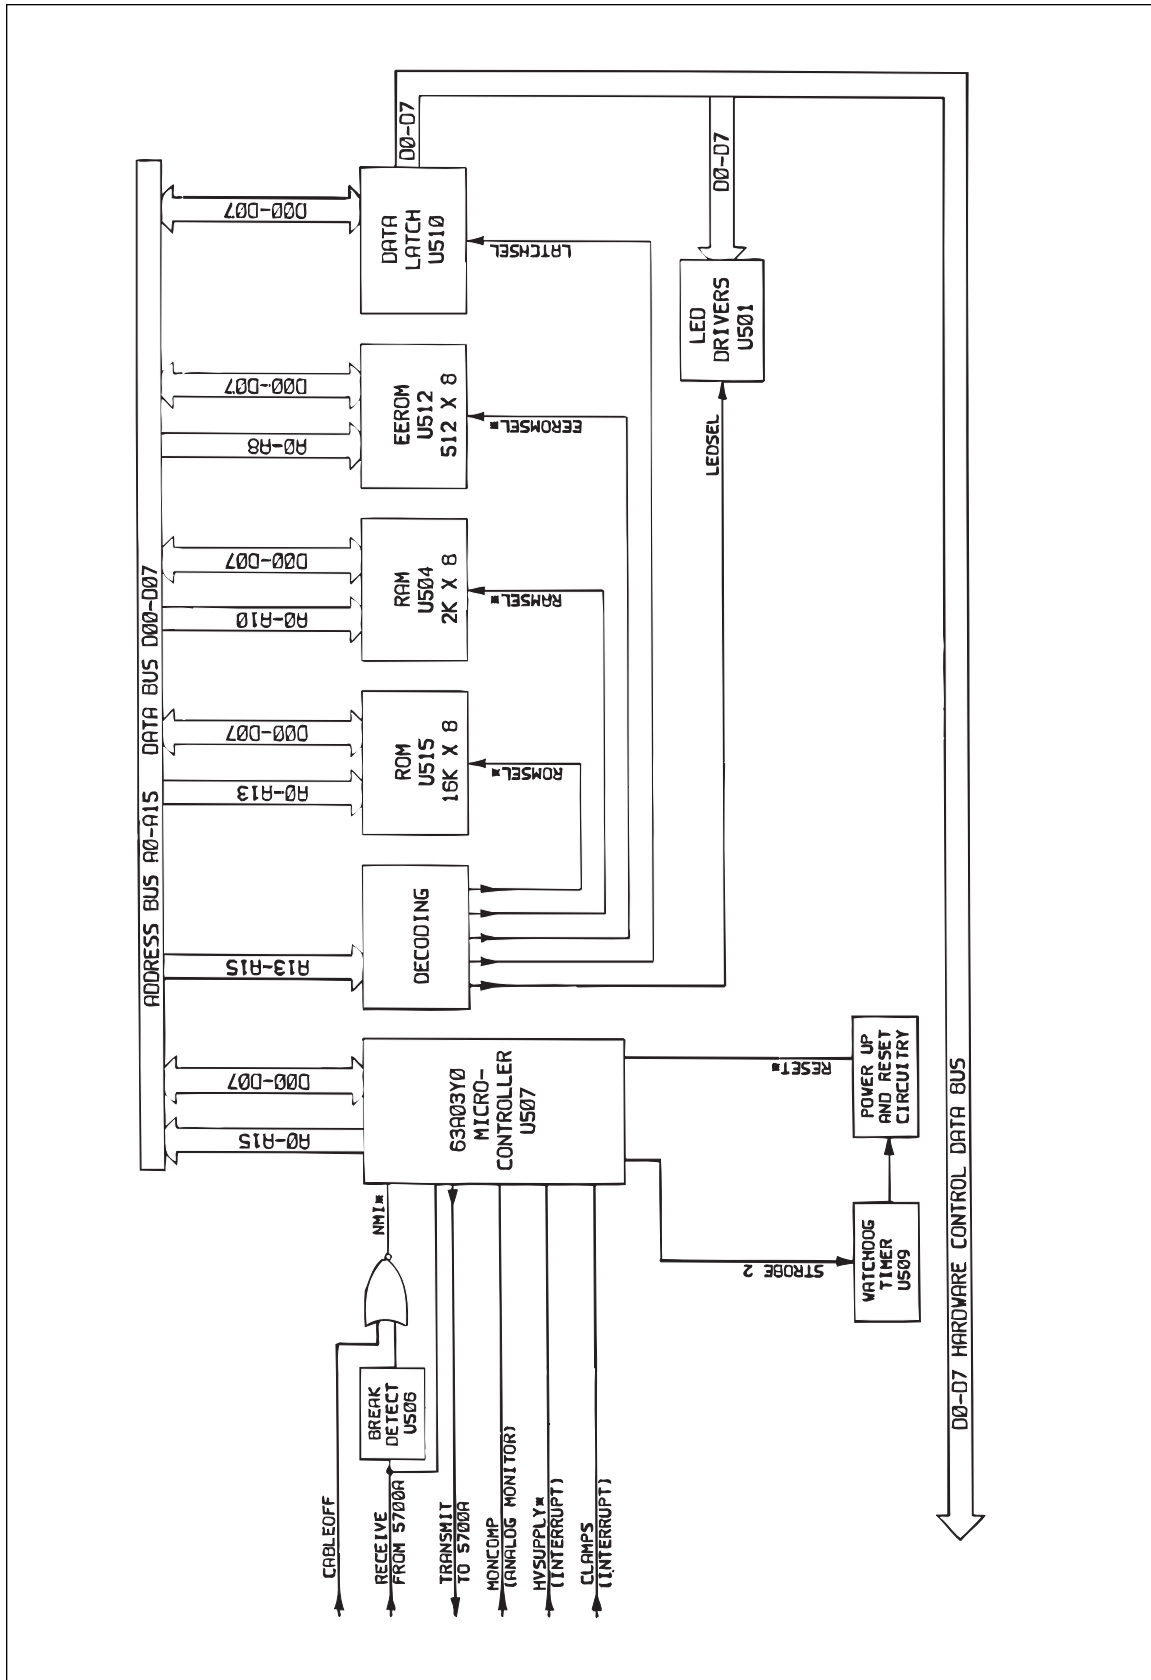 ADDRESS BUS A0-A15 DATA BUS D00-D07
A0-A15
D00-D07
A13-A15
A0-A13
D00-D07
A0-A10
D00-D07
A0-A8
D00-D07
D00-D07
D0-D7
NMI*
63A03Y0
MICRO-
CONTROLLER
U507
DECODING
ROM
U515
16K X 8
RAM
U504
2K X 8
EEROM
U512
512 X 8
DATA
LATCH
U510
ROMSEL*
RAMSEL*
EEROMSEL*
LATCHSEL
LEDSEL
LED
DRIVERS
U501
D0-D7
CABLEOFF
RECEIVE
FROM 5700A
BREAK
DETECT
U506
TRANSMIT
TO 5700A
MONCOMP
(ANALOG MONITOR)
HVSUPPLY*
(INTERRUPT)
CLAMPS
(INTERRUPT)
STROBE 2
RESET*
WATCHDOG
TIMER
U509
POWER UP
AND RESET
CIRCUITRY
D0-D7 HARDWARE CONTROL DATA BUS